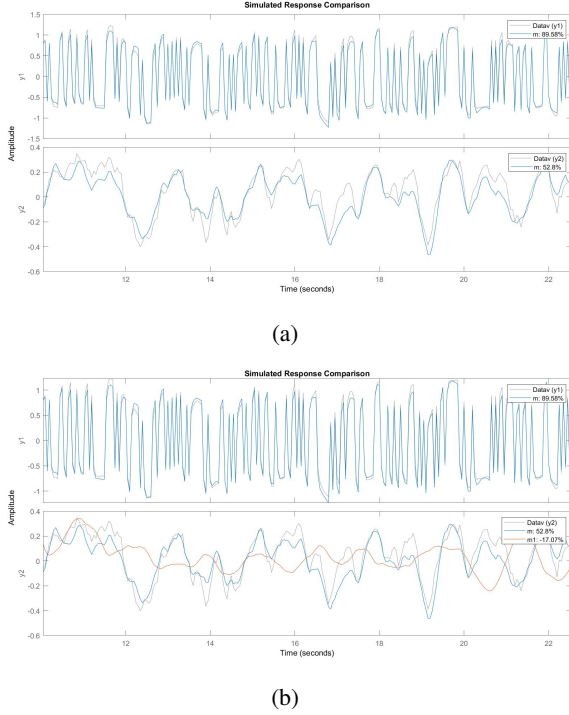 Simulated Response Comparison
1.5
1
0.5
0
-0.5
-1
-1.5
y1
Datav (y1)
m: 89.58%
Amplitude
0.4
0.2
0
-0.2
-0.4
-0.6
y2
Datav (y2)
m: 52.8%
12 14 16 18 20 22
Time (seconds)
(a)
Simulated Response Comparison
1
0.5
0
-0.5
-1
y1
Datav (y1)
m: 89.58%
Amplitude
0.4
0.2
0
-0.2
-0.4
-0.6
y2
Datav (y2)
m: 52.8%
m1: -17.07%
12 14 16 18 20 22
Time (seconds)
(b)